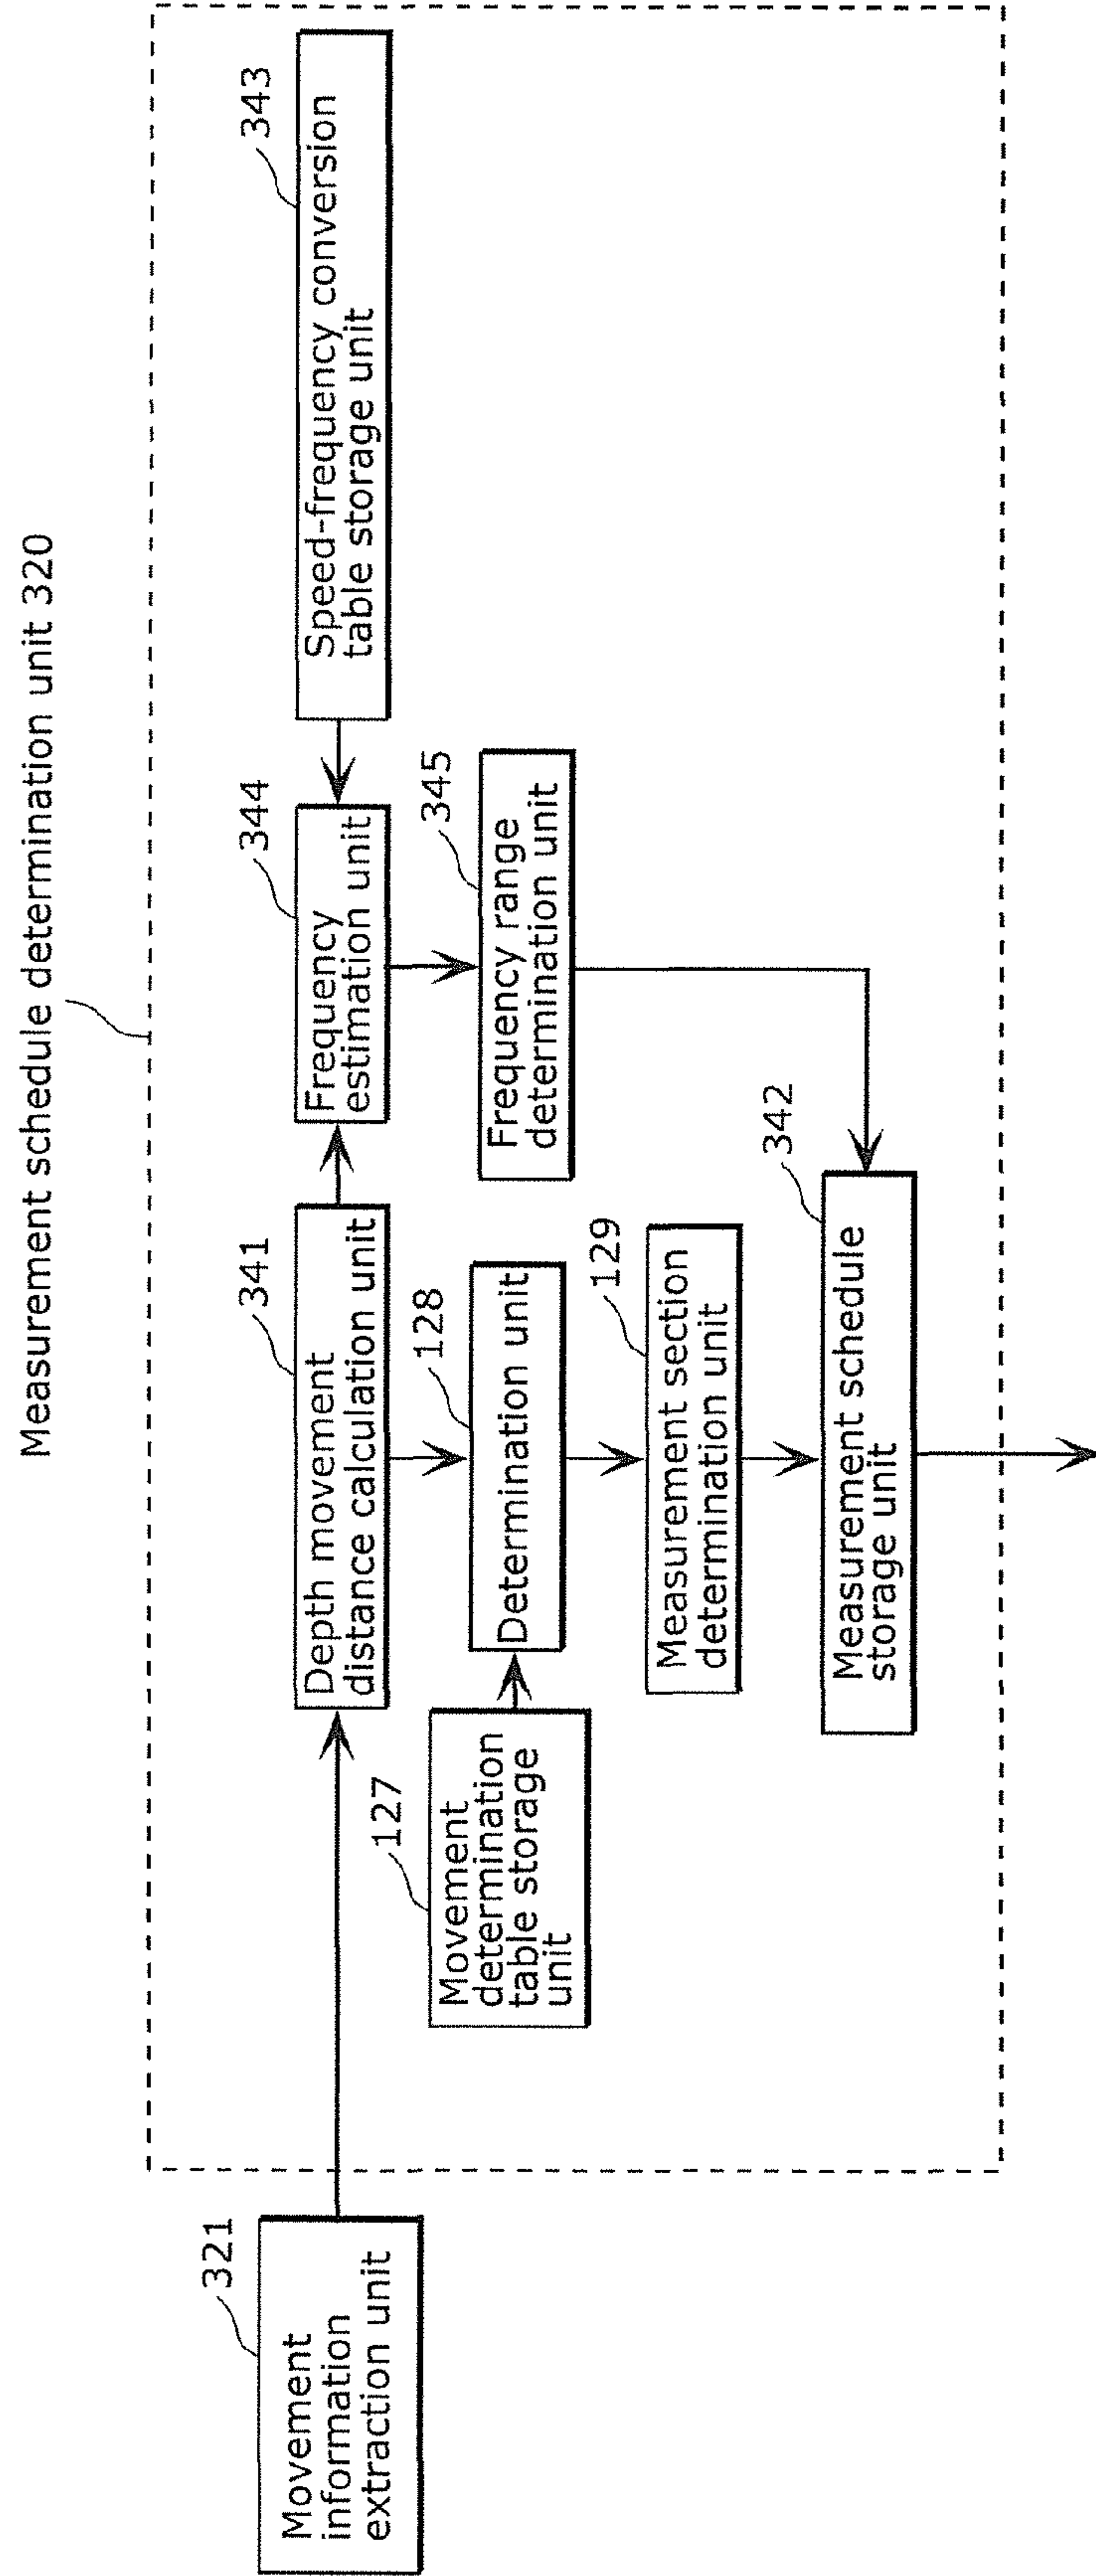 Measurement schedule determination unit 320
321
Movement
information
extraction unit
341
Depth movement
distance calculation unit
344
Frequency
estimation unit
343
Speed-frequency conversion
table storage unit
127
Movement
determination
table storage
unit
128
Determination unit
345
Frequency range
determination unit
129
Measurement section
determination unit
342
Measurement schedule
storage unit